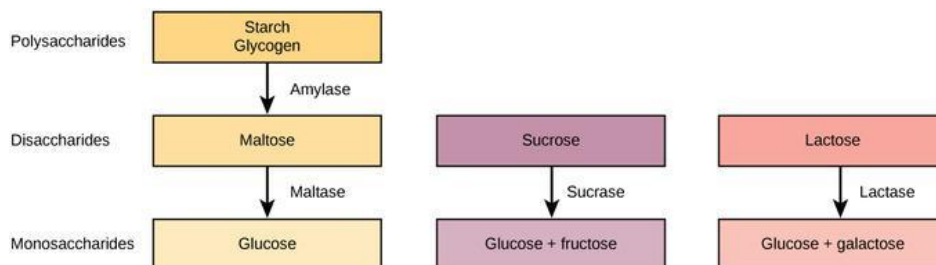 Polysaccharides
Starch
Glycogen
Amylase
Disaccharides
Maltose
Sucrose
Lactose
Maltase
Sucrase
Lactase
Monosaccharides
Glucose
Glucose + fructose
Glucose + galactose